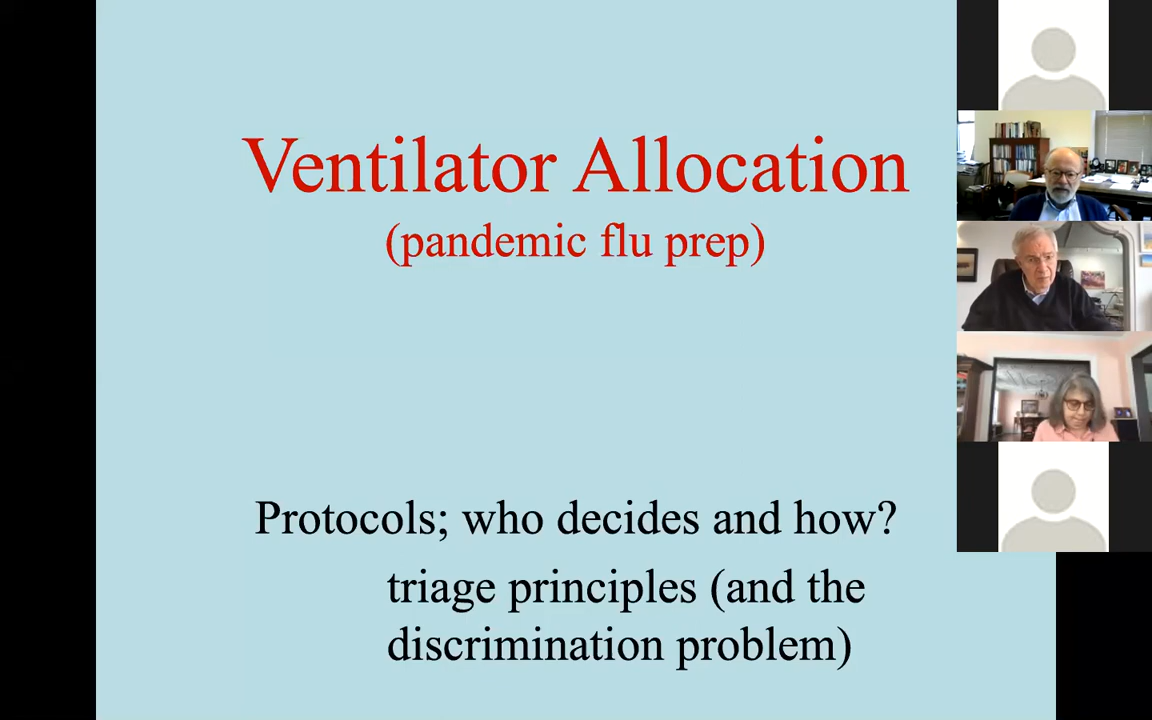 Ventilator Allocation
(pandemic flu prep)
Protocols; who decides and how?
triage principles (and the
discrimination problem)